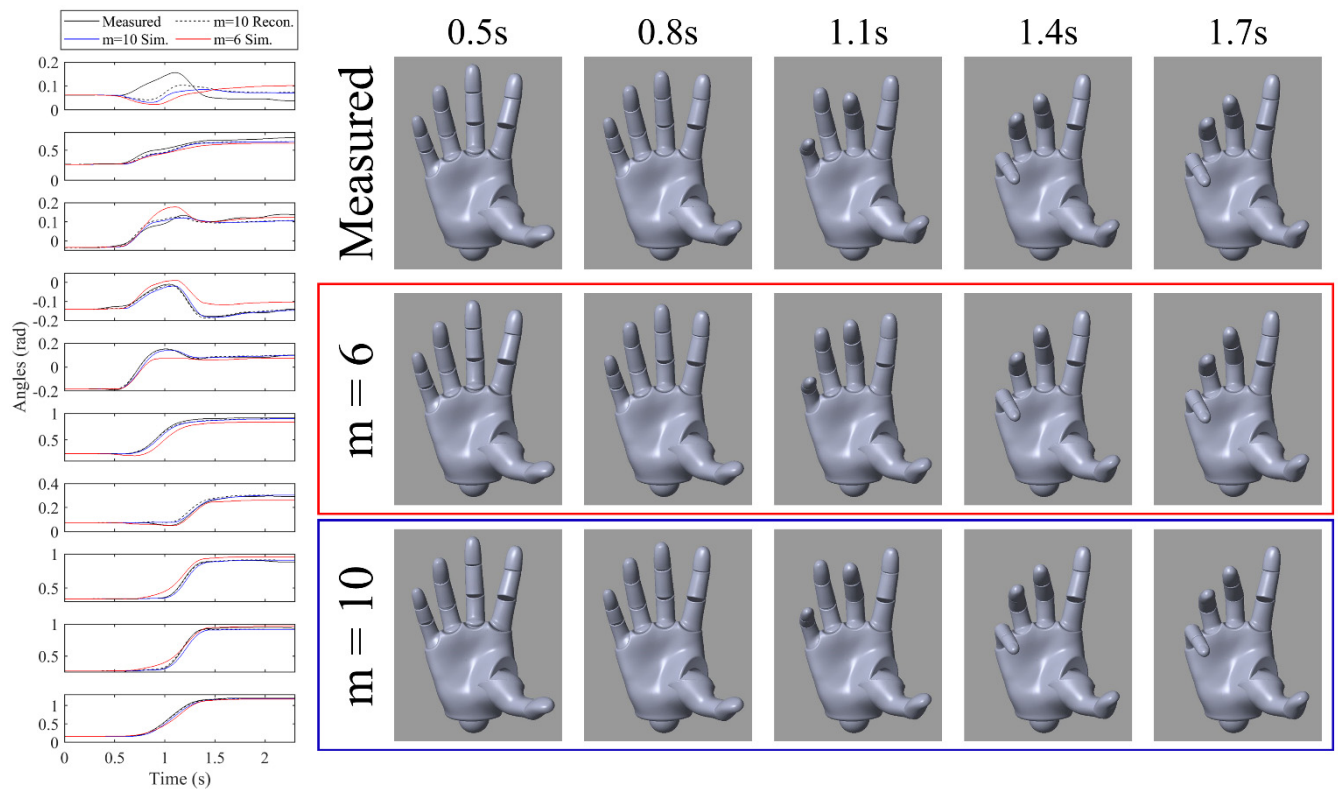 Measured m=10 Recon.
m=10 Sim. m=6 Sim.
0.5s 0.8s 1.1s 1.4s 1.7s
Measured
m = 6
m = 10
Angles (rad)
0.2
0.1
0
0.5
0
0.2
0.1
0
0
-0.1
-0.2
0.2
0
-0.2
1
0.5
0.4
0.2
0
1
0.5
1
0.5
1
0.5
0
0 0.5 1 1.5 2
Time (s)